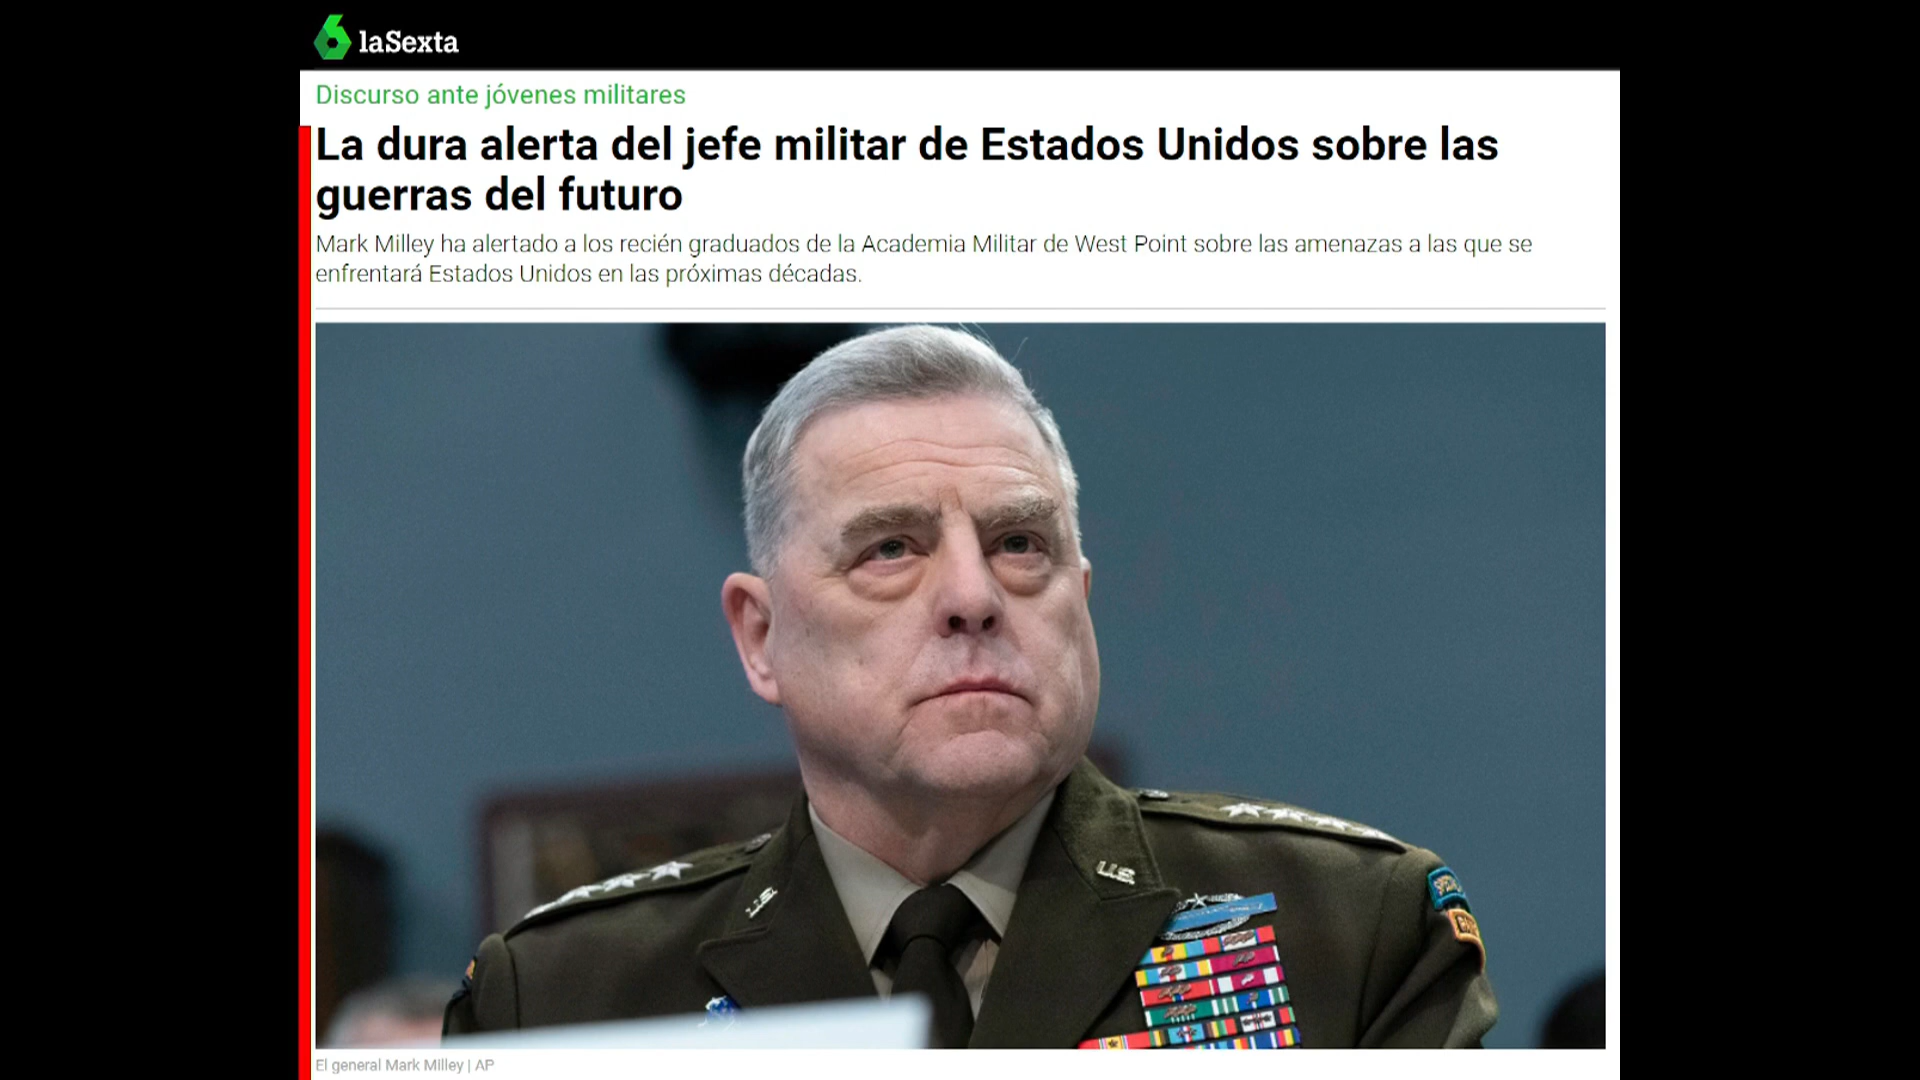 laSexta
Discurso ante jóvenes militares
La dura alerta del jefe militar de Estados Unidos sobre las
guerras del futuro
Mark Milley ha alertado a los recién graduados de la Academia Militar de West Point sobre las amenazas a las que se
enfrentará Estados Unidos en las próximas décadas.
U.S.
U.S.
El general Mark Milley | AP